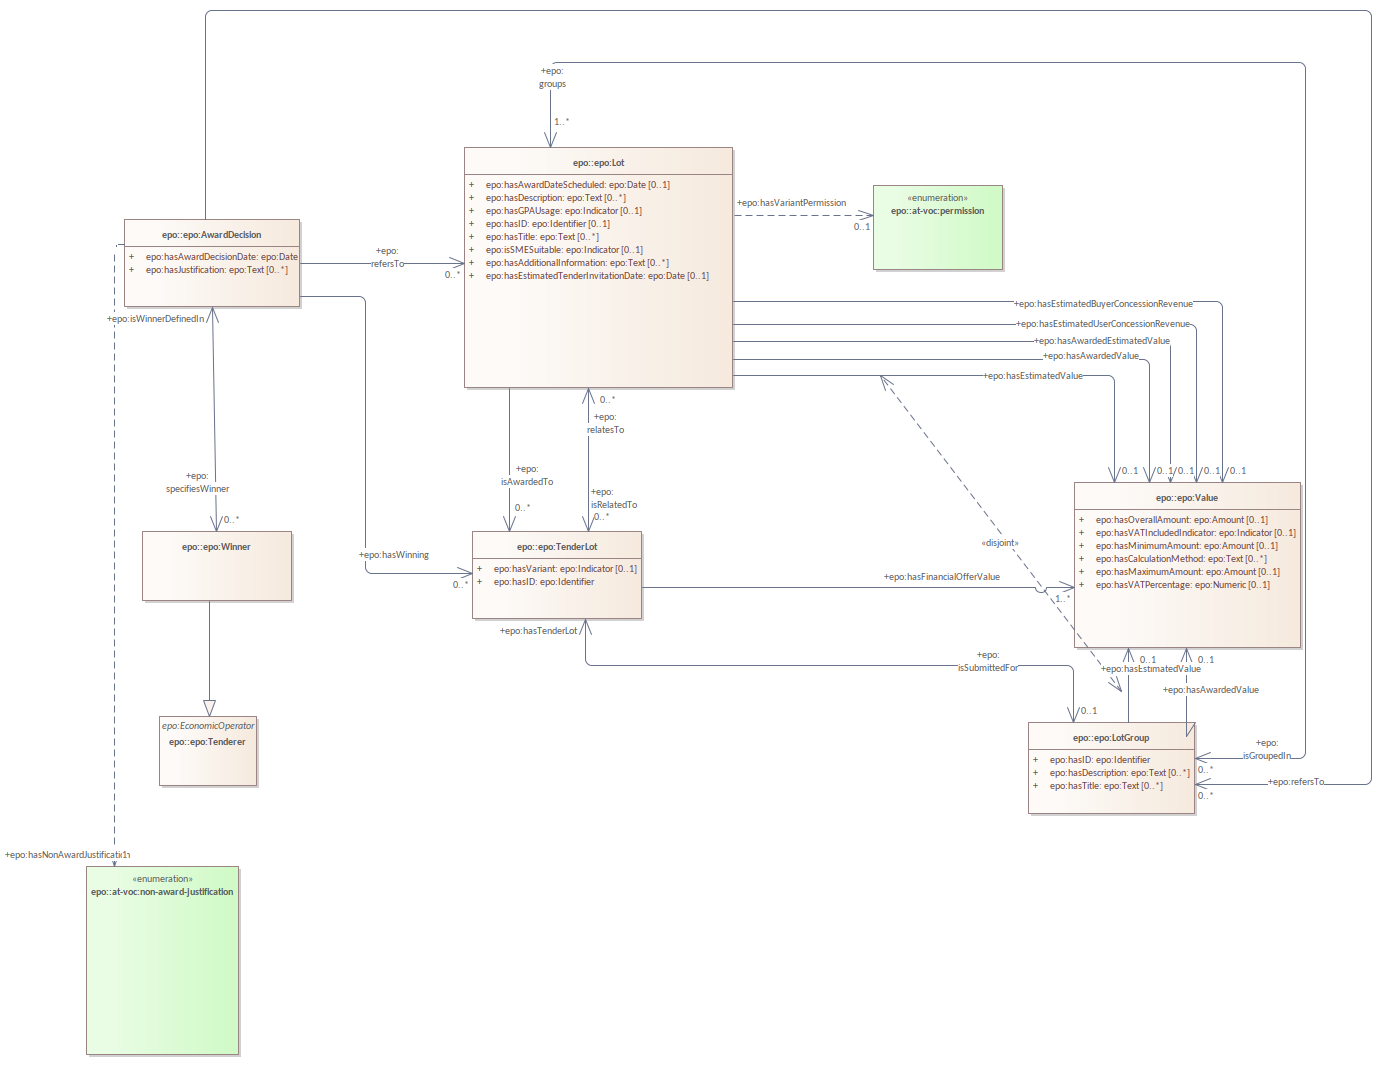 +epo:
groups
1..*
epo::epo:Lot
+ epo:hasAwardDateScheduled: epo:Date [0..1]
+ epo:hasDescription: epo:Text [0..*]
+ epo:hasGPAUsage: epo:Indicator [0..1]
+ epo:hasID: epo:Identifier [0..1]
+ epo:hasTitle: epo:Text [0..*]
+ epo:isSMESuitable: epo:Indicator [0..1]
+ epo:hasAdditionalInformation: epo:Text [0..*]
+ epo:hasEstimatedTenderInvitationDate: epo:Date [0..1]
+epo:hasVariantPermission
0..1
«enumeration»
epo::at-voc:permission
epo::epo:AwardDecision
+ epo:hasAwardDecisionDate: epo:Date
+ epo:hasJustification: epo:Text [0..*]
+epo:
refersTo
0..*
+epo:isWinnerDefinedIn
+epo:hasEstimatedBuyerConcessionRevenue
+epo:hasEstimatedUserConcessionRevenue
+epo:hasAwardedEstimatedValue
+epo:hasAwardedValue
+epo:hasEstimatedValue
0..*
+epo:
relatesTo
+epo:
isAwardedTo
0..*
+epo:
isRelatedTo
0..*
0..1
0..1
0..1
0..1
0..1
+epo:
specifiesWinner
0..*
epo::epo:Winner
+epo:hasWinning
0..*
epo::epo:TenderLot
+ epo:hasVariant: epo:Indicator [0..1]
+ epo:hasID: epo:Identifier
«disjoint»
+epo:hasFinancialOfferValue
1..*
epo::epo:Value
+ epo:hasOverallAmount: epo:Amount [0..1]
+ epo:hasVATIncludedIndicator: epo:Indicator [0..1]
+ epo:hasMinimumAmount: epo:Amount [0..1]
+ epo:hasCalculationMethod: epo:Text [0..*]
+ epo:hasMaximumAmount: epo:Amount [0..1]
+ epo:hasVATPercentage: epo:Numeric [0..1]
+epo:hasTenderLot
+epo:
isSubmittedFor
0..1
0..1
+epo:hasEstimatedValue
0..1
+epo:hasAwardedValue
epo:EconomicOperator
epo::epo:Tenderer
epo::epo:LotGroup
+ epo:hasID: epo:Identifier
+ epo:hasDescription: epo:Text [0..*]
+ epo:hasTitle: epo:Text [0..*]
+epo:
isGroupedIn
0..*
+epo:refersTo
0..*
+epo:hasNonAwardJustification
1
«enumeration»
epo::at-voc:non-award-justification